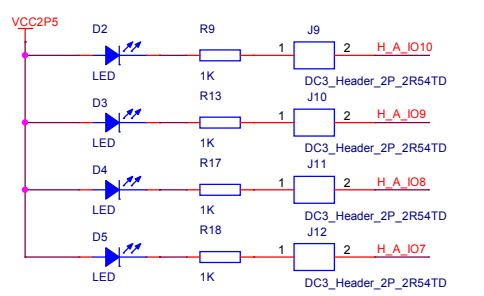 VCC2P5
D2 R9 J9
1 2 H_A_IO10
LED 1K DC3_Header_2P_2R54TD
D3 R13 J10
1 2 H_A_IO9
LED 1K DC3_Header_2P_2R54TD
D4 R17 J11
1 2 H_A_IO8
LED 1K DC3_Header_2P_2R54TD
D5 R18 J12
1 2 H_A_IO7
LED 1K DC3_Header_2P_2R54TD